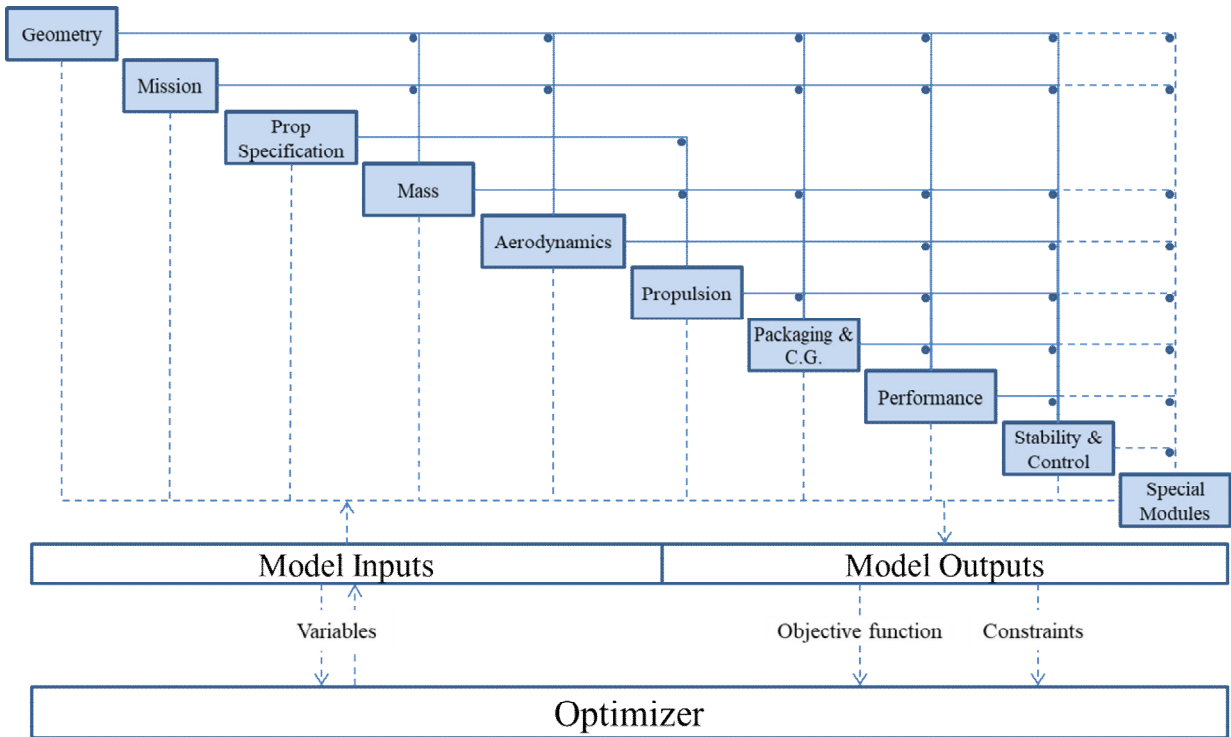 Geometry
Mission
Prop
Specification
Mass
Aerodynamics
Propulsion
Packaging &
C.G.
Performance
Stability &
Control
Special
Modules
Model Inputs
Model Outputs
Variables
Objective function
Constraints
Optimizer